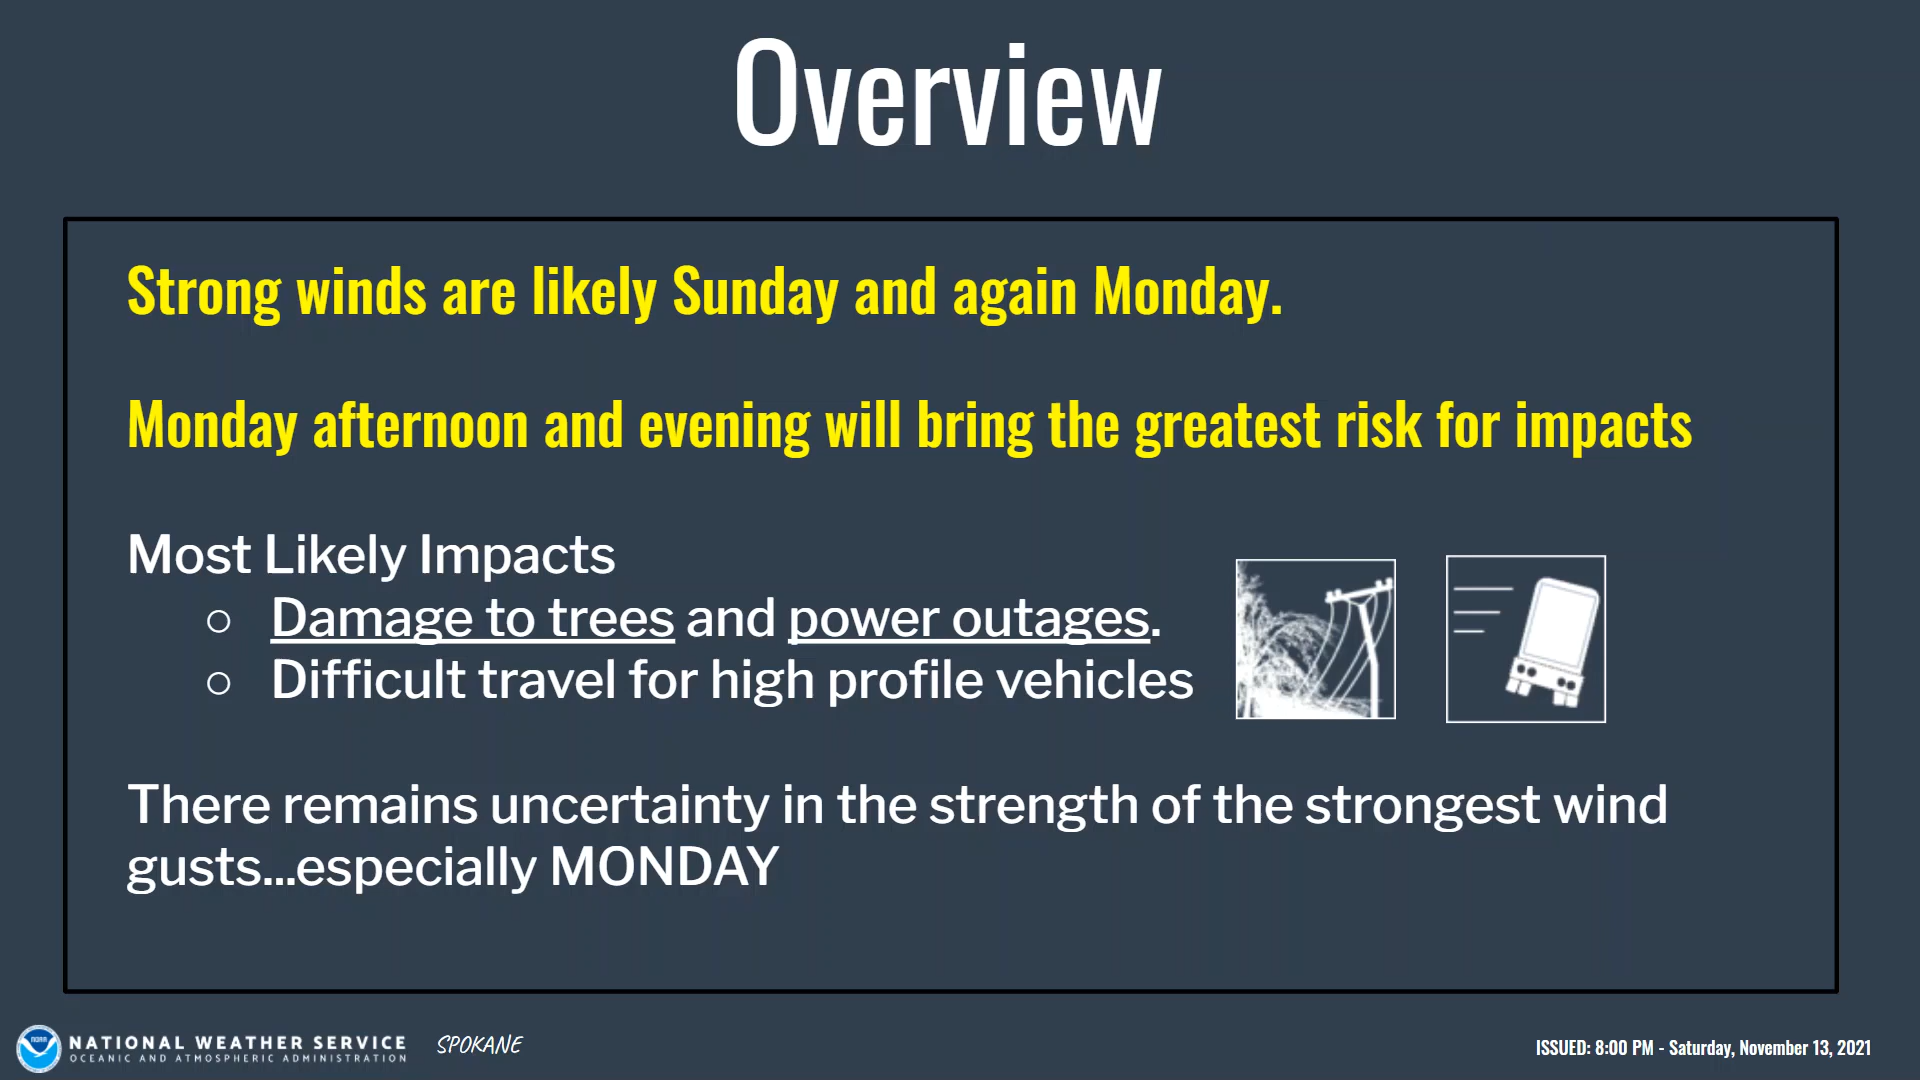 Overview
Strong winds are likely Sunday and again Monday.
Monday afternoon and evening will bring the greatest risk for impacts
Most Likely Impacts
○ Damage to trees and power outages.
○ Difficult travel for high profile vehicles
There remains uncertainty in the strength of the strongest wind
gusts...especially MONDAY
NOAA
NATIONAL WEATHER SERVICE
OCEANIC AND ATMOSPHERIC ADMINISTRATION
SPOKANE
ISSUED: 8:00 PM - Saturday, November 13, 2021